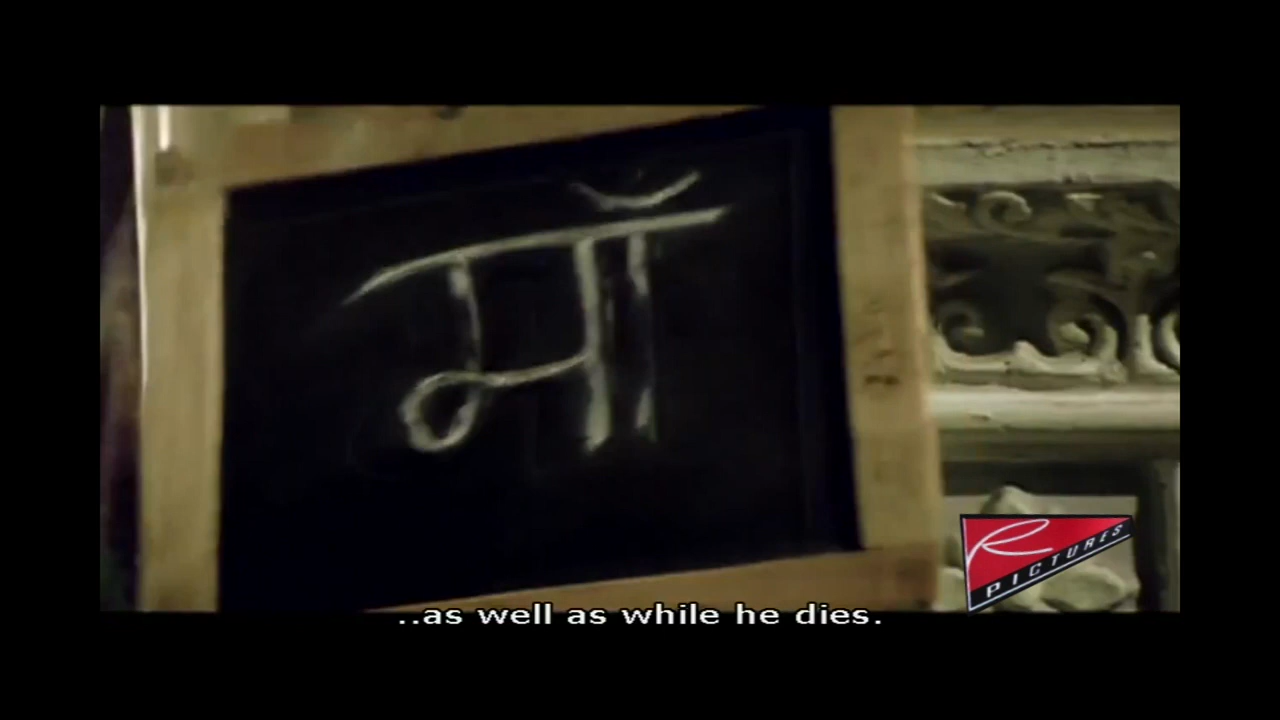 माॅ
..as well as while he dies.
R
PICTURES